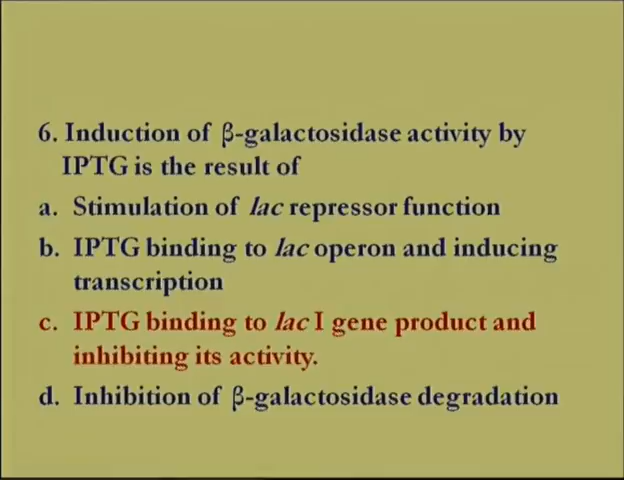 6. Induction of β-galactosidase activity by
IPTG is the result of
a. Stimulation of lac repressor function
b. IPTG binding to lac operon and inducing
transcription
c. IPTG binding to lac I gene product and
inhibiting its activity.
d. Inhibition of β-galactosidase degradation